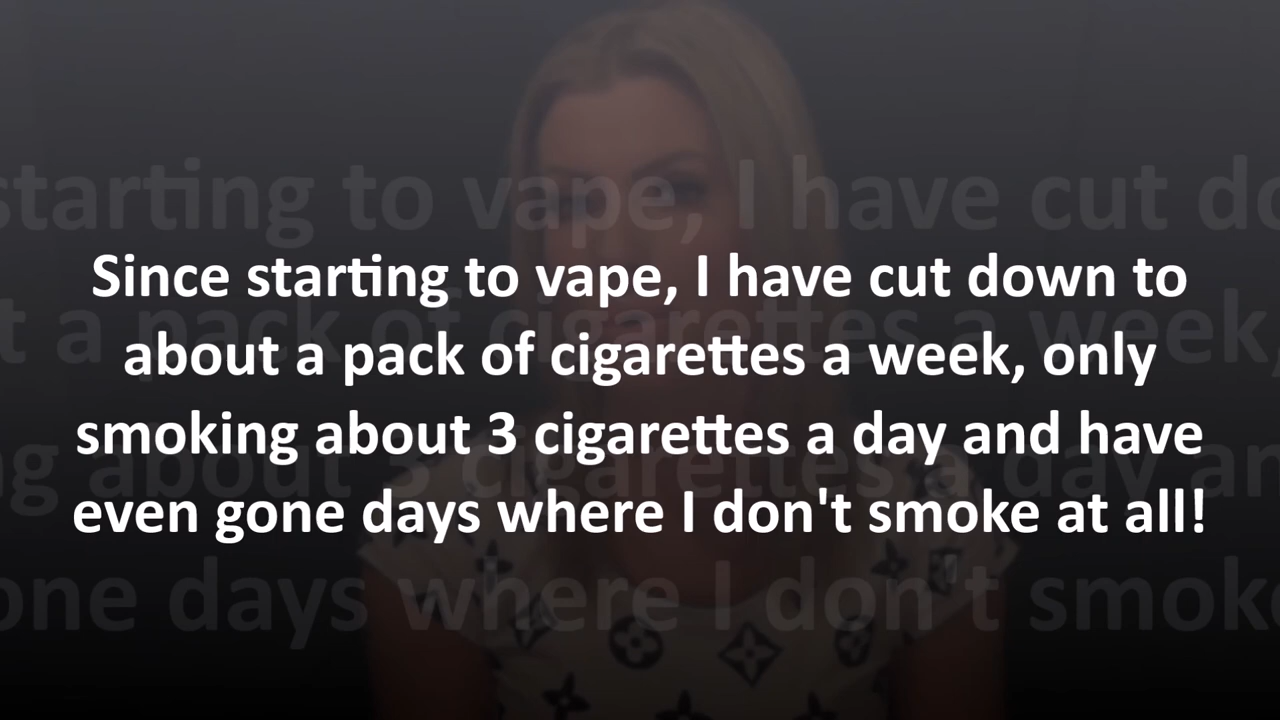 Since starting to vape, I have cut down to
about a pack of cigarettes a week, only
smoking about 3 cigarettes a day and have
even gone days where I don't smoke at all!